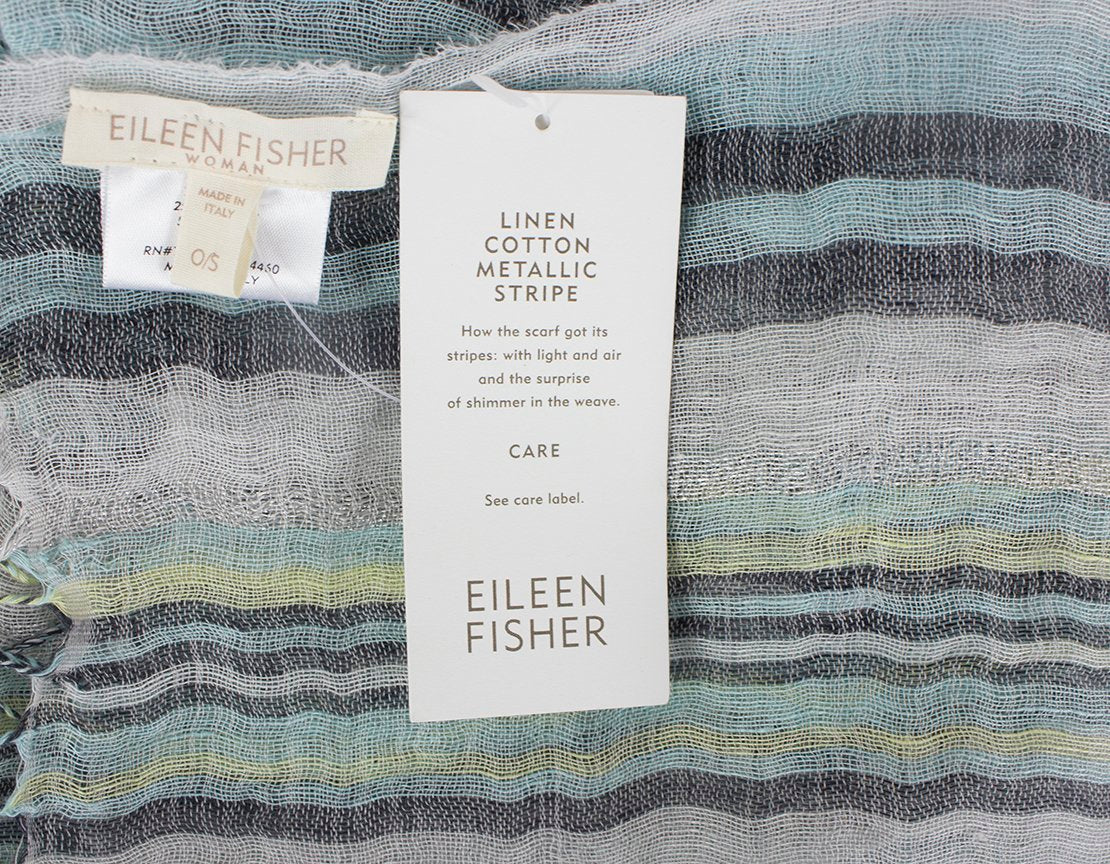 EILEEN FISHER
WOMAN
MADE IN
ITALY
O/S
RN#
LINEN
COTTON
METALLIC
STRIPE
How the scarf got its
stripes: with light and air
and the surprise
of shimmer in the weave.
CARE
See care label.
EILEEN
FISHER